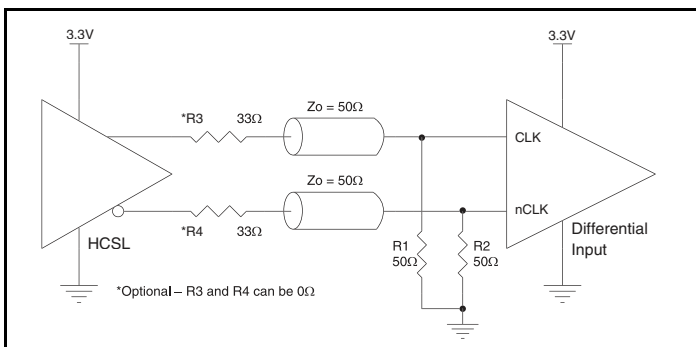 3.3V
3.3V
*R3 33Ω
Zo = 50Ω
CLK
Zo = 50Ω
nCLK
*R4 33Ω
HCSL
Differential
Input
R1
50Ω
R2
50Ω
*Optional – R3 and R4 can be 0Ω